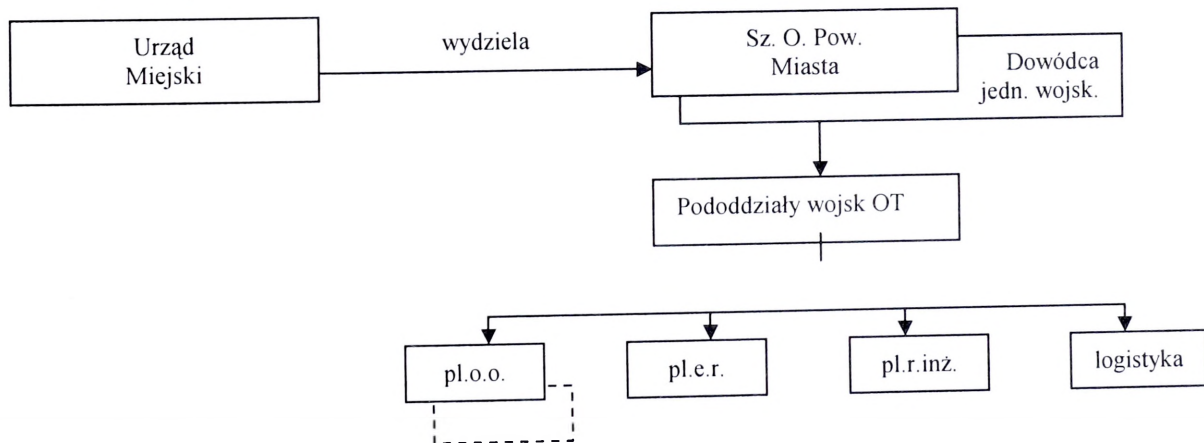 Urząd
Miejski
wydziela
Sz. O. Pow.
Miasta
Dowódca
jedn. wojsk.
Pododdziały wojsk OT
pl.o.o.
pl.e.r.
pl.r.inż.
logistyka